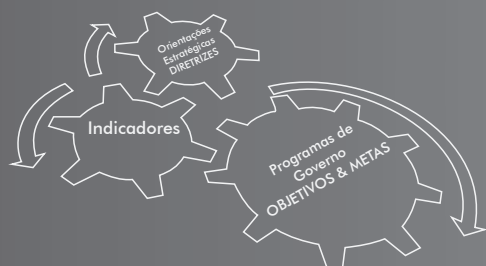 Orientações
Estratégicas
DIRETRIZES
Indicadores
Programas de
Governo
OBJETIVOS & METAS